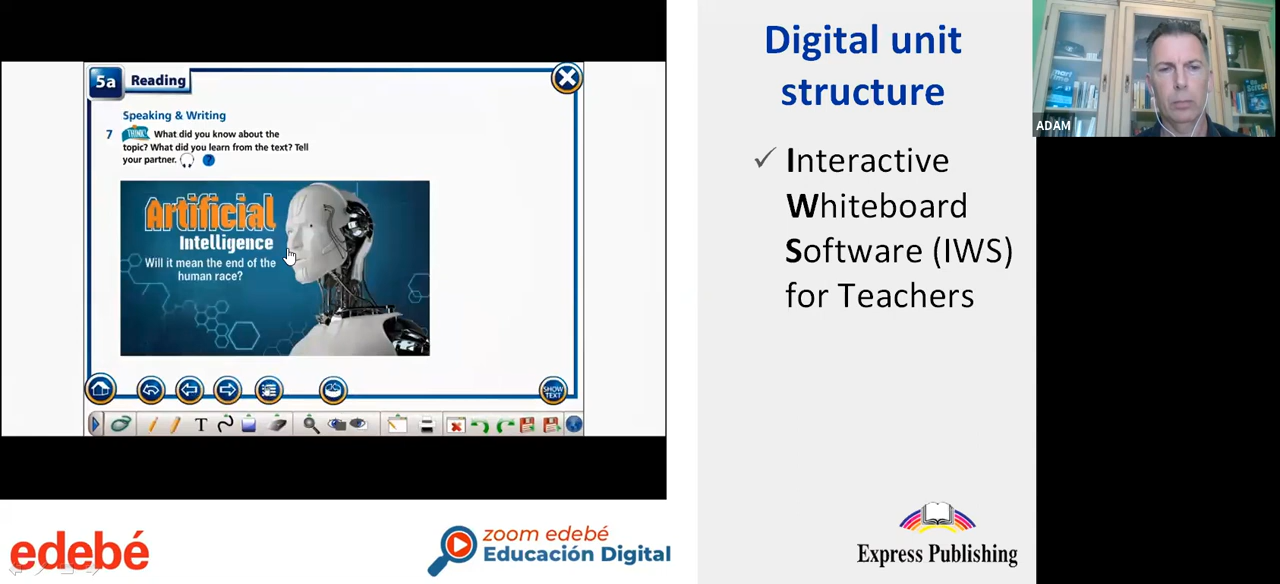 5a Reading
Speaking & Writing
7 THINK! What did you know about the
topic? What did you learn from the text? Tell
your partner.
Artificial
Intelligence
Will it mean the end of the
human race?
SHOW
TEXT
T
Digital unit
structure
✓ Interactive
Whiteboard
Software (IWS)
for Teachers
ADAM
edebé
zoom edebé
Educación Digital
Express Publishing